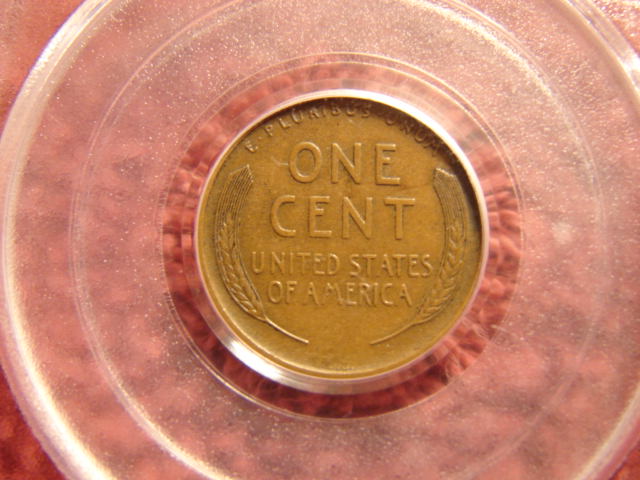 E · PLURIBUS · UNUM
ONE
CENT
UNITED STATES
OF AMERICA